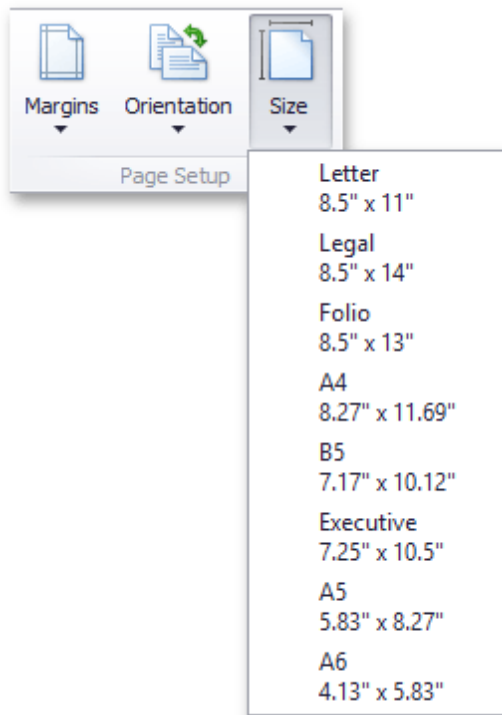 Margins Orientation Size
Page Setup
Letter
8.5" x 11"
Legal
8.5" x 14"
Folio
8.5" x 13"
A4
8.27" x 11.69"
B5
7.17" x 10.12"
Executive
7.25" x 10.5"
A5
5.83" x 8.27"
A6
4.13" x 5.83"